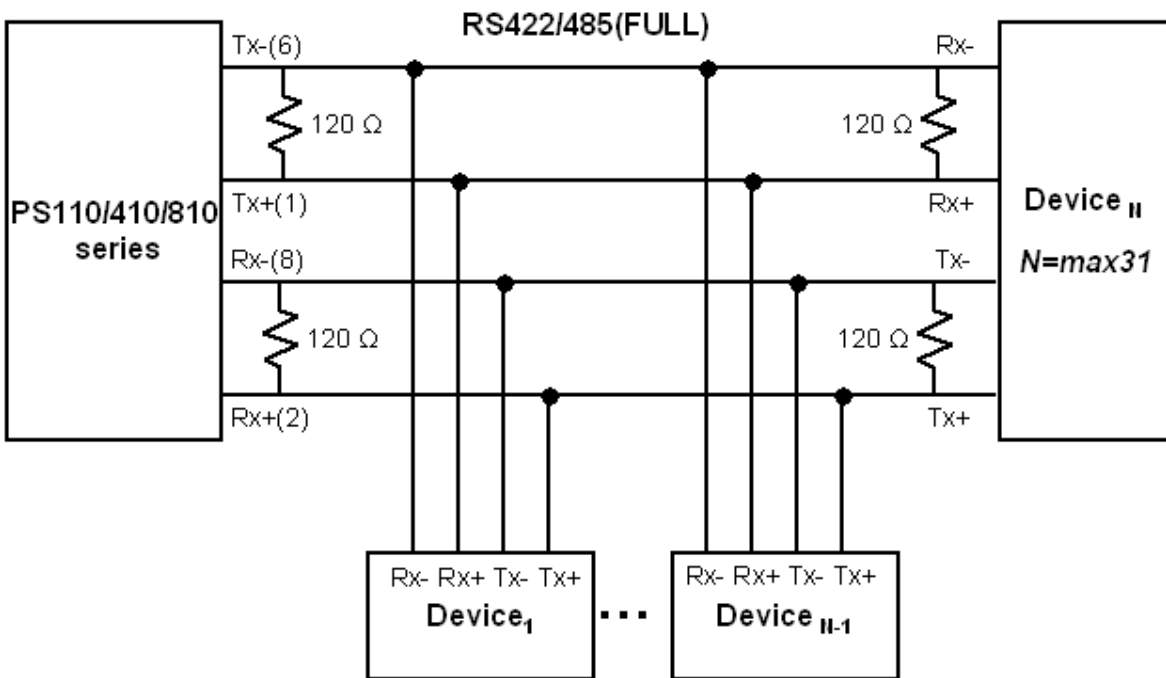 RS422/485(FULL)
Tx-(6)
Rx-
120 Ω
120 Ω
PS110/410/810
series
Tx+(1)
Rx+
Device N
N=max31
Rx-(8)
Tx-
120 Ω
120 Ω
Rx+(2)
Tx+
Rx- Rx+ Tx- Tx+
Device1
...
Rx- Rx+ Tx- Tx+
Device N-1